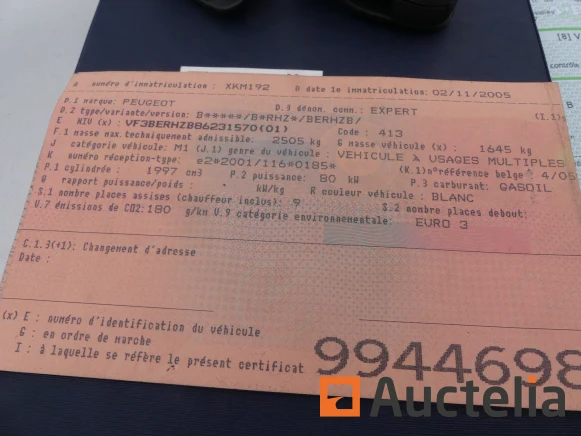 [8] V
contrôle
A numéro d'immatriculation : XKM192 B date 1e immatriculation: 02/11/2005
D.1 marque: PEUGEOT D.3 dénom. comm.: EXPERT (I.1)
D.2 type/variante/version: B*****/B*RHZ*/BERHZB/
E NIV (x) : VF3BERHZB86231570(01) Code : 413
F.1 masse max.techniquement admissible: 2505 kg G masse véhicule (x) : 1645 kg
J catégorie véhicule: M1 (J.1) genre du véhicule : VEHICULE A USAGES MULTIPLES
K numéro réception-type: e2*2001/116*0185* (K.1)n°référence belge: 4/05
P.1 cylindrée : 1997 cm3 P.2 puissance: 80 kW P.3 carburant: GASOIL
Q rapport puissance/poids : kW/kg R couleur véhicule : BLANC
S.1 nombre places assises (chauffeur inclus): 9 S.2 nombre places debout:
V.7 émissions de CO2: 180 g/km V.9 catégorie environnementale: EURO 3
C.1.3(+1): Changement d'adresse
Date :
(x) E : numéro d'identification du véhicule
G : en ordre de marche
I : à laquelle se réfère le présent certificat
9944698
Auctelia